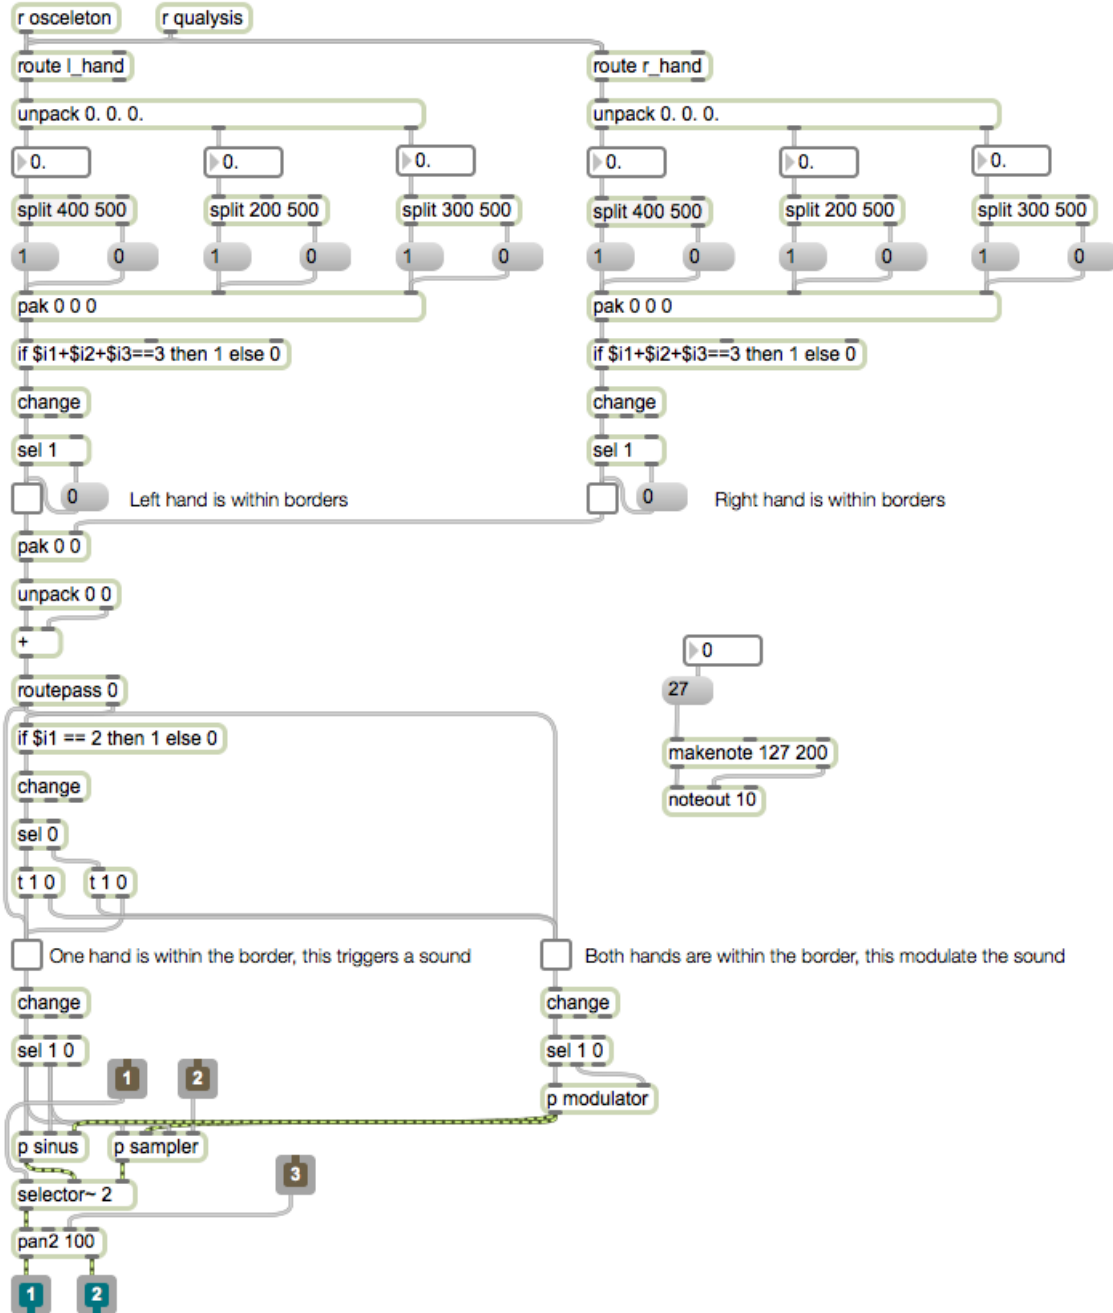 r osceleton
r qualysis
route l_hand
route r_hand
unpack 0. 0. 0.
unpack 0. 0. 0.
0.
0.
0.
0.
0.
0.
split 400 500
split 200 500
split 300 500
split 400 500
split 200 500
split 300 500
1
0
1
0
1
0
1
0
1
0
1
0
pak 0 0 0
pak 0 0 0
if $i1+$i2+$i3==3 then 1 else 0
if $i1+$i2+$i3==3 then 1 else 0
change
change
sel 1
sel 1
0
Left hand is within borders
0
Right hand is within borders
pak 0 0
unpack 0 0
+
0
routepass 0
27
if $i1 == 2 then 1 else 0
makenote 127 200
change
noteout 10
sel 0
t 1 0
t 1 0
One hand is within the border, this triggers a sound
Both hands are within the border, this modulate the sound
change
change
sel 1 0
sel 1 0
1
2
p modulator
p sinus
p sampler
3
selector~ 2
pan2 100
1
2